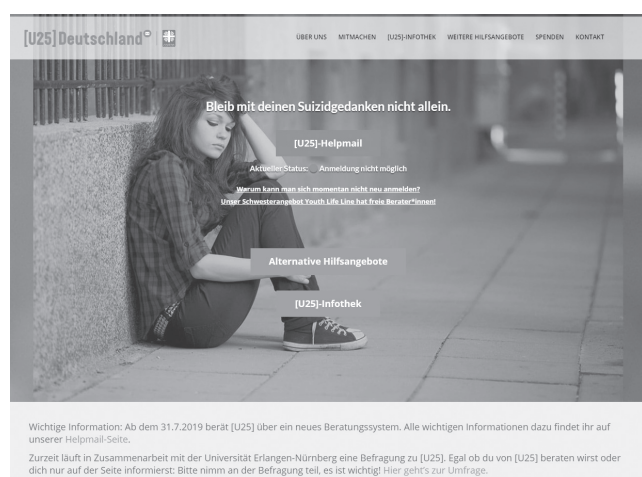 [U25] Deutschland
ÜBER UNS MITMACHEN [U25]-INFOTHEK WEITERE HILFSANGEBOTE SPENDEN KONTAKT
Bleib mit deinen Suizidgedanken nicht allein.
[U25]-Helpmail
Aktueller Status: Anmeldung nicht möglich
Warum kann man sich momentan nicht neu anmelden?
Unser Schwesterangebot Youth Life Line hat freie Berater*innen!
Alternative Hilfsangebote
[U25]-Infothek
Wichtige Information: Ab dem 31.7.2019 berät [U25] über ein neues Beratungssystem. Alle wichtigen Informationen dazu findet ihr auf
unserer Helpmail-Seite.
Zurzeit läuft in Zusammenarbeit mit der Universität Erlangen-Nürnberg eine Befragung zu [U25]. Egal ob du von [U25] beraten wirst oder
dich nur auf der Seite informierst: Bitte nimm an der Befragung teil, es ist wichtig! Hier geht's zur Umfrage.